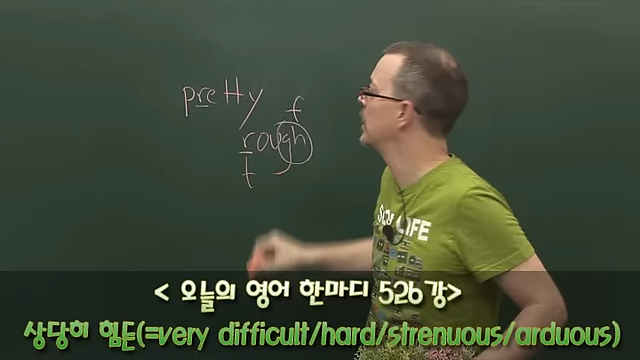 pretty
f
rough
f
LIFE
< 오늘의 영어 한마디 526강>
상당히 힘든(=very difficult/hard/strenuous/arduous)